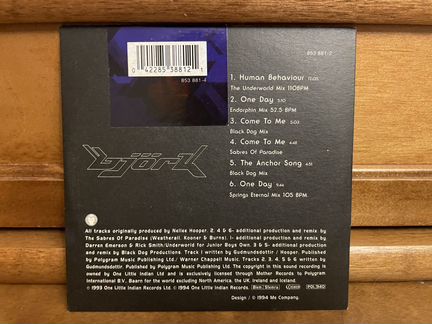 853 881-2
0 42285 38812 1
853 881-2
1. Human Behaviour 12:05
The Underworld Mix 110BPM
2. One Day 5:10
Endorphin Mix 52.5 BPM
3. Come To Me 5:03
Black Dog Mix
4. Come To Me 4:48
Sabres Of Paradise
5. The Anchor Song 4:51
Black Dog Mix
6. One Day 9:44
Springs Eternal Mix 105 BPM
björk
All tracks originally produced by Nellee Hooper. 2, 4 & 6- additional production and remix by
The Sabres Of Paradise (Weatherall, Kooner & Burns). 1- additional production and remix by
Darren Emerson & Rick Smith/Underworld for Junior Boys Own. 3 & 5- additional production
and remix by Black Dog Productions. Track 1 written by Gudmundsdottir / Hooper. Published
by Polygram Music Publishing Ltd./ Warner Chappell Music. Tracks 2, 3, 4, 5 & 6 written by
Gudmundsdottir. Published by Polygram Music Publishing Ltd. The copyright in this sound recording is
owned by One Little Indian Ltd and is exclusively licensed to Polygram/Mother Records Ltd/Phonogram
International B.V. Baarn for the world excluding North America, the UK, Ireland and Iceland.
℗ 1993 One Little Indian Records Ltd. © 1994 One Little Indian Records Ltd.
Design / © 1994 Me Company.